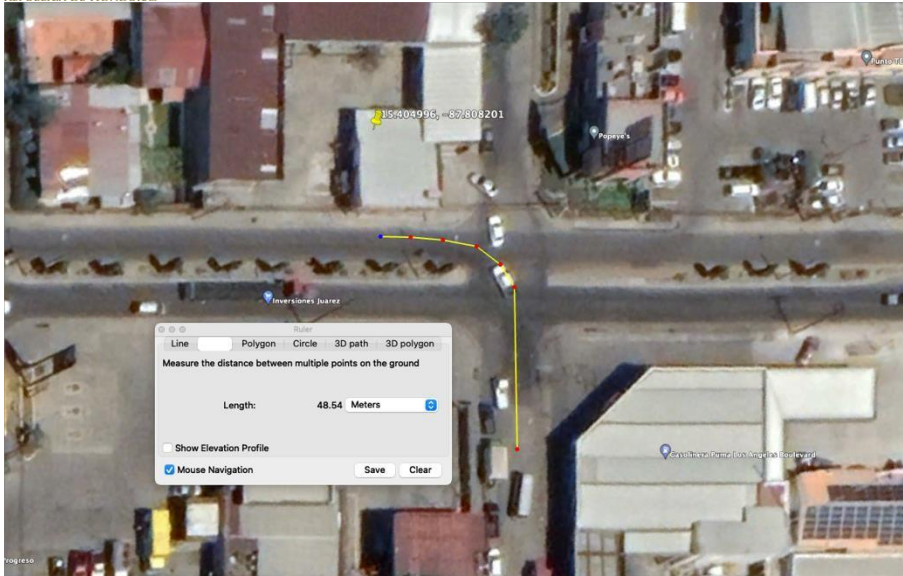 Punto TO
15.404996, -87.808201
Popeye's
Inversiones Juarez
Ruler
Line
Polygon
Circle
3D path
3D polygon
Measure the distance between multiple points on the ground
Length: 48.54 Meters
Show Elevation Profile
Mouse Navigation
Save
Clear
Gasolinera Puma Los Angeles Boulevard
Progreso